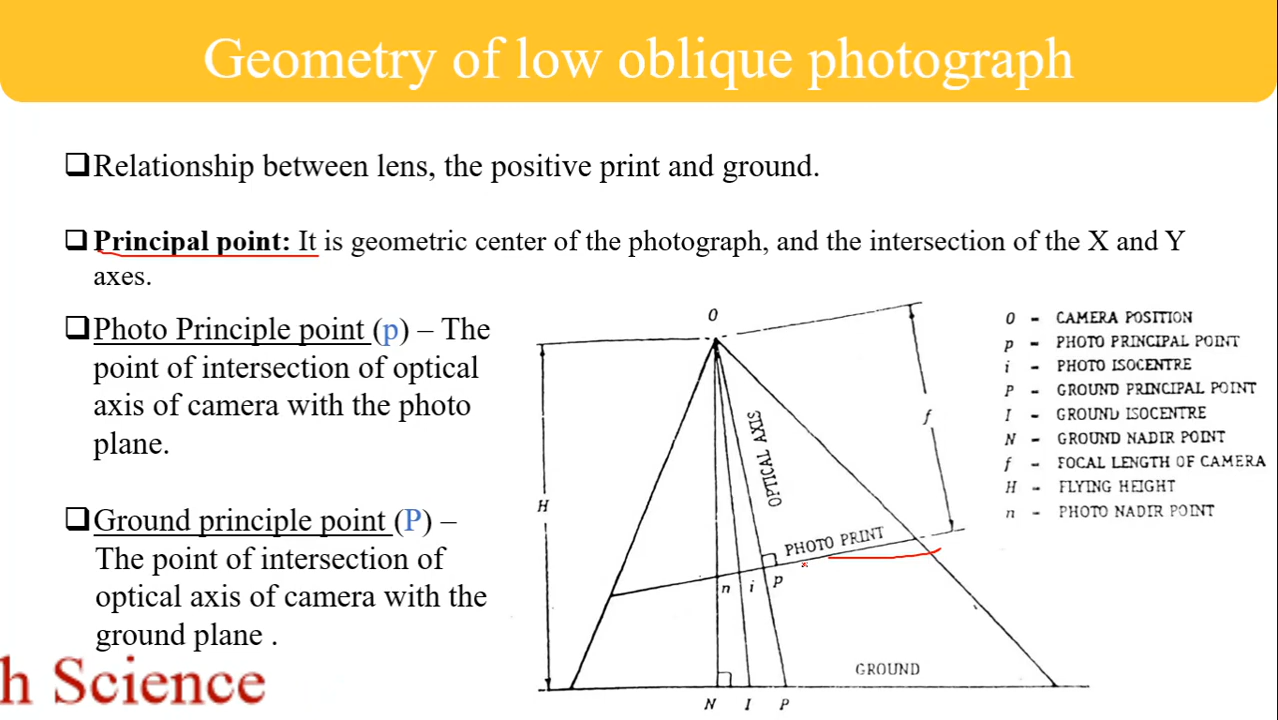 Geometry of low oblique photograph
❑Relationship between lens, the positive print and ground.
❑ Principal point: It is geometric center of the photograph, and the intersection of the X and Y
axes.
❑Photo Principle point (p) – The
point of intersection of optical
axis of camera with the photo
plane.
❑Ground principle point (P) –
The point of intersection of
optical axis of camera with the
ground plane .
h Science
O
H
OPTICAL AXIS
f
PHOTO PRINT
n i p
GROUND
N I P
O - CAMERA POSITION
p - PHOTO PRINCIPAL POINT
i - PHOTO ISOCENTRE
P - GROUND PRINCIPAL POINT
I - GROUND ISOCENTRE
N - GROUND NADIR POINT
f - FOCAL LENGTH OF CAMERA
H - FLYING HEIGHT
n - PHOTO NADIR POINT